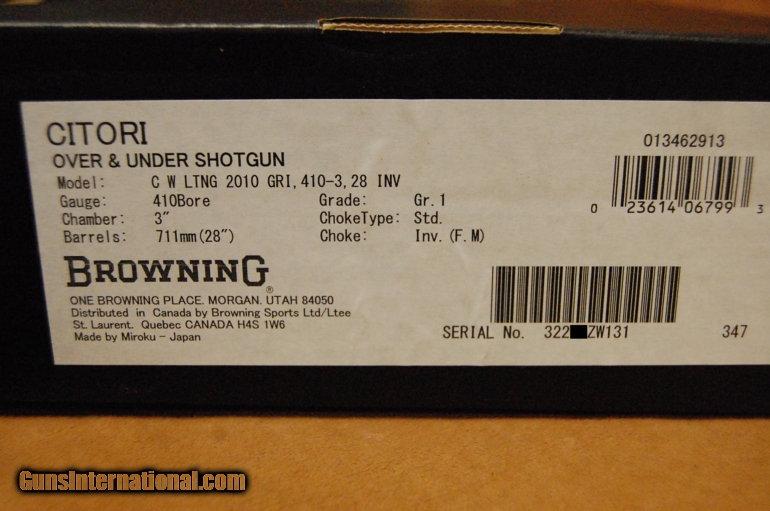 CITORI
OVER & UNDER SHOTGUN
Model: C W LTNG 2010 GRI, 410-3, 28 INV
Gauge: 410Bore Grade: Gr. 1
Chamber: 3" ChokeType: Std.
Barrels: 711mm(28") Choke: Inv. (F. M)
BROWNING®
ONE BROWNING PLACE. MORGAN. UTAH 84050
Distributed in Canada by Browning Sports Ltd/Ltee
St. Laurent. Quebec CANADA H4S 1W6
Made by Miroku - Japan
013462913
0 23614 06799 3
SERIAL No. 322 ZW131 347
GunsInternational.com